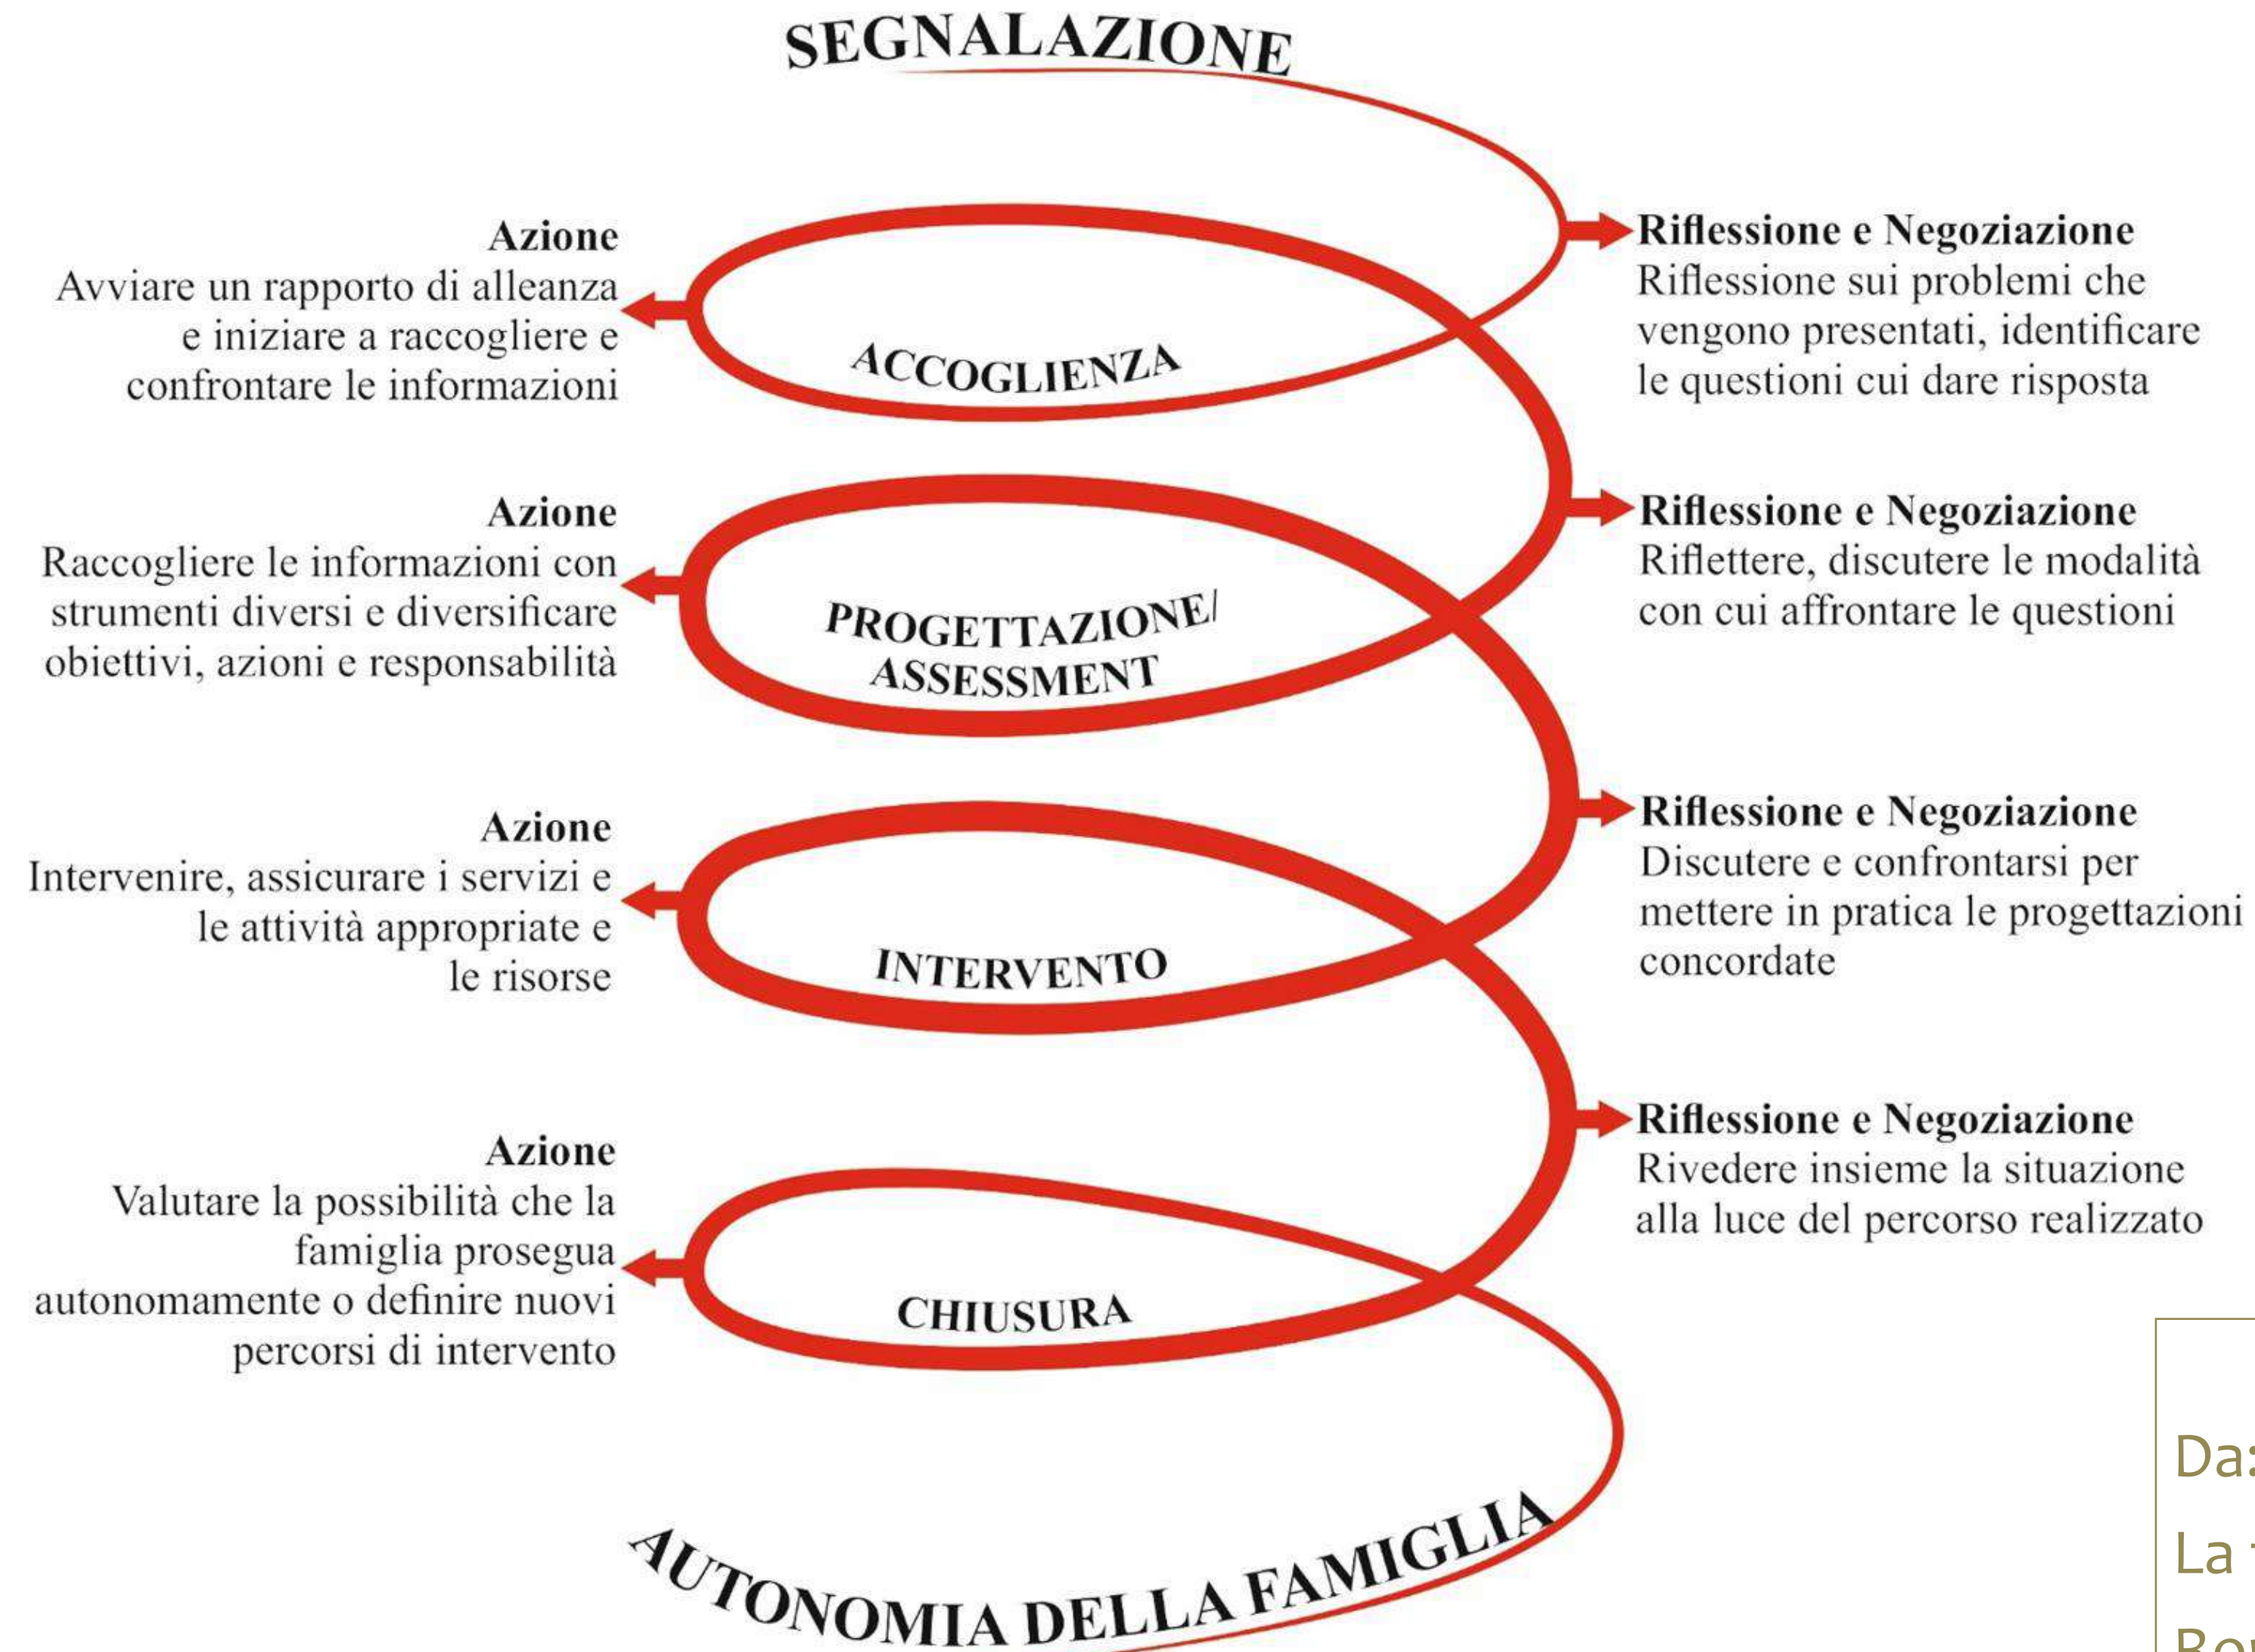 SEGNALAZIONE
Riflessione e Negoziazione
Riflessione sui problemi che
vengono presentati, identificare
le questioni cui dare risposta
Azione
Avviare un rapporto di alleanza
e iniziare a raccogliere e
confrontare le informazioni
ACCOGLIENZA
Riflessione e Negoziazione
Riflettere, discutere le modalità
con cui affrontare le questioni
Azione
Raccogliere le informazioni con
strumenti diversi e diversificare
obiettivi, azioni e responsabilità
PROGETTAZIONE/
ASSESSMENT
Riflessione e Negoziazione
Discutere e confrontarsi per
mettere in pratica le progettazioni
concordate
Azione
Intervenire, assicurare i servizi e
le attività appropriate e
le risorse
INTERVENTO
Riflessione e Negoziazione
Rivedere insieme la situazione
alla luce del percorso realizzato
Azione
Valutare la possibilità che la
famiglia prosegua
autonomamente o definire nuovi
percorsi di intervento
CHIUSURA
AUTONOMIA DELLA FAMIGLIA
Da:
La